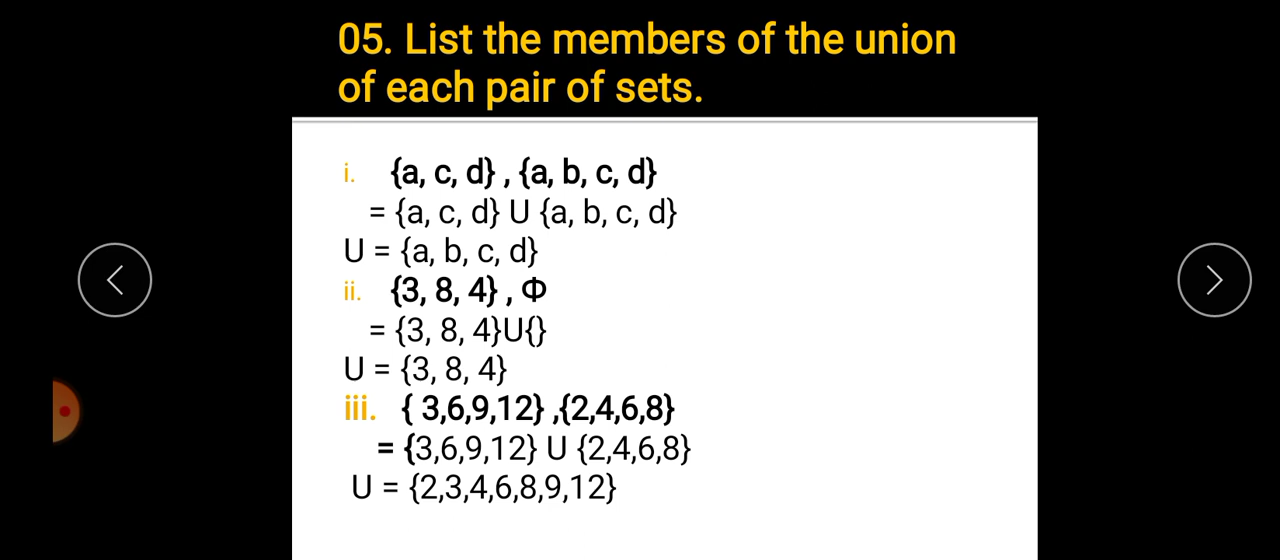 05. List the members of the union
of each pair of sets.
i. {a, c, d} , {a, b, c, d}
= {a, c, d} U {a, b, c, d}
U = {a, b, c, d}
ii. {3, 8, 4} , Φ
= {3, 8, 4}U{}
U = {3, 8, 4}
iii. { 3,6,9,12} ,{2,4,6,8}
= {3,6,9,12} U {2,4,6,8}
U = {2,3,4,6,8,9,12}